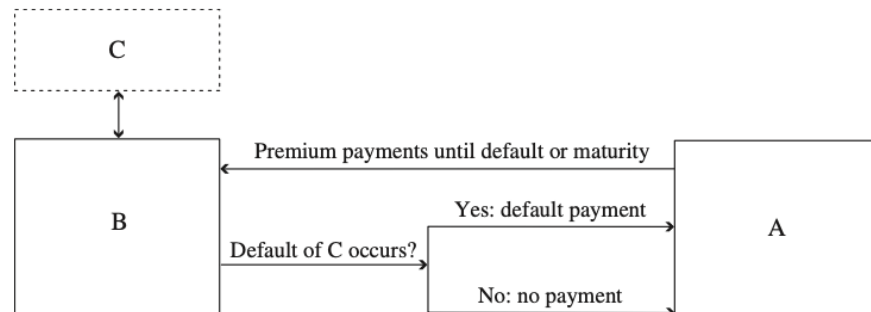 C
Premium payments until default or maturity
B
Yes: default payment
A
Default of C occurs?
No: no payment